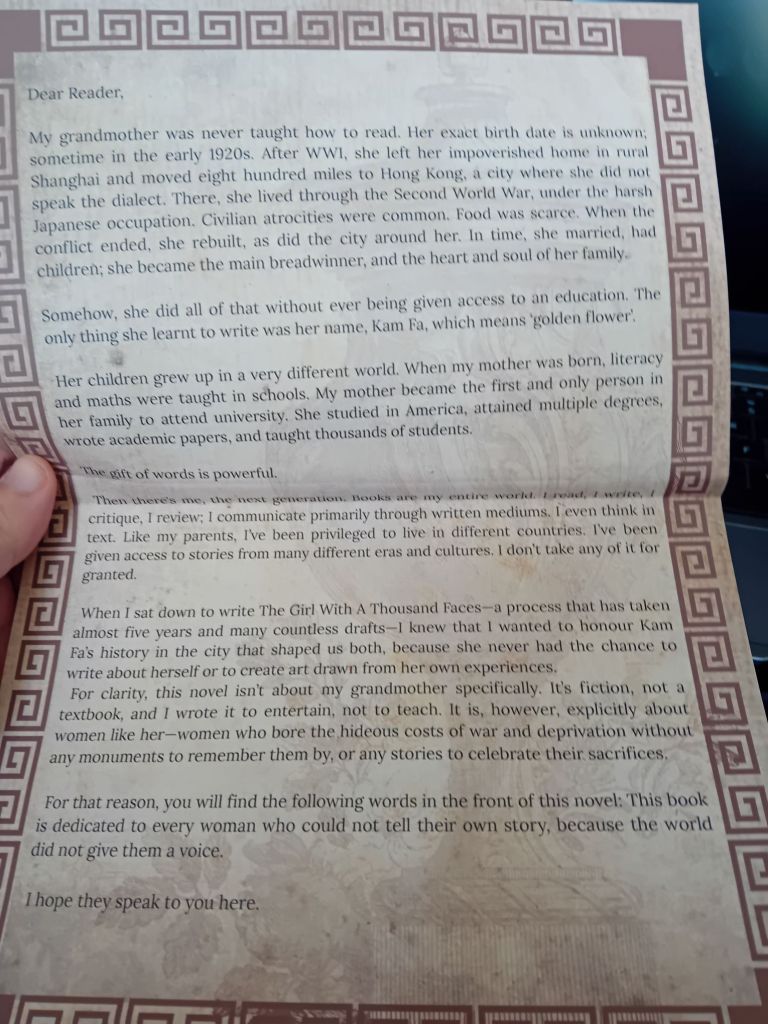 Dear Reader,
My grandmother was never taught how to read. Her exact birth date is unknown;
sometime in the early 1920s. After WWI, she left her impoverished home in rural
Shanghai and moved eight hundred miles to Hong Kong, a city where she did not
speak the dialect. There, she lived through the Second World War, under the harsh
Japanese occupation. Civilian atrocities were common. Food was scarce. When the
conflict ended, she rebuilt, as did the city around her. In time, she married, had
children; she became the main breadwinner, and the heart and soul of her family.
Somehow, she did all of that without ever being given access to an education. The
only thing she learnt to write was her name, Kam Fa, which means 'golden flower'.
Her children grew up in a very different world. When my mother was born, literacy
and maths were taught in schools. My mother became the first and only person in
her family to attend university. She studied in America, attained multiple degrees,
wrote academic papers, and taught thousands of students.
The gift of words is powerful.
Then there's me, the next generation. Books are my entire world. I read, I write, I
critique, I review; I communicate primarily through written mediums. I even think in
text. Like my parents, I've been privileged to live in different countries. I've been
given access to stories from many different eras and cultures. I don't take any of it for
granted.
When I sat down to write The Girl With A Thousand Faces—a process that has taken
almost five years and many countless drafts—I knew that I wanted to honour Kam
Fa's history in the city that shaped us both, because she never had the chance to
write about herself or to create art drawn from her own experiences.
For clarity, this novel isn't about my grandmother specifically. It's fiction, not a
textbook, and I wrote it to entertain, not to teach. It is, however, explicitly about
women like her—women who bore the hideous costs of war and deprivation without
any monuments to remember them by, or any stories to celebrate their sacrifices.
For that reason, you will find the following words in the front of this novel: This book
is dedicated to every woman who could not tell their own story, because the world
did not give them a voice.
I hope they speak to you here.